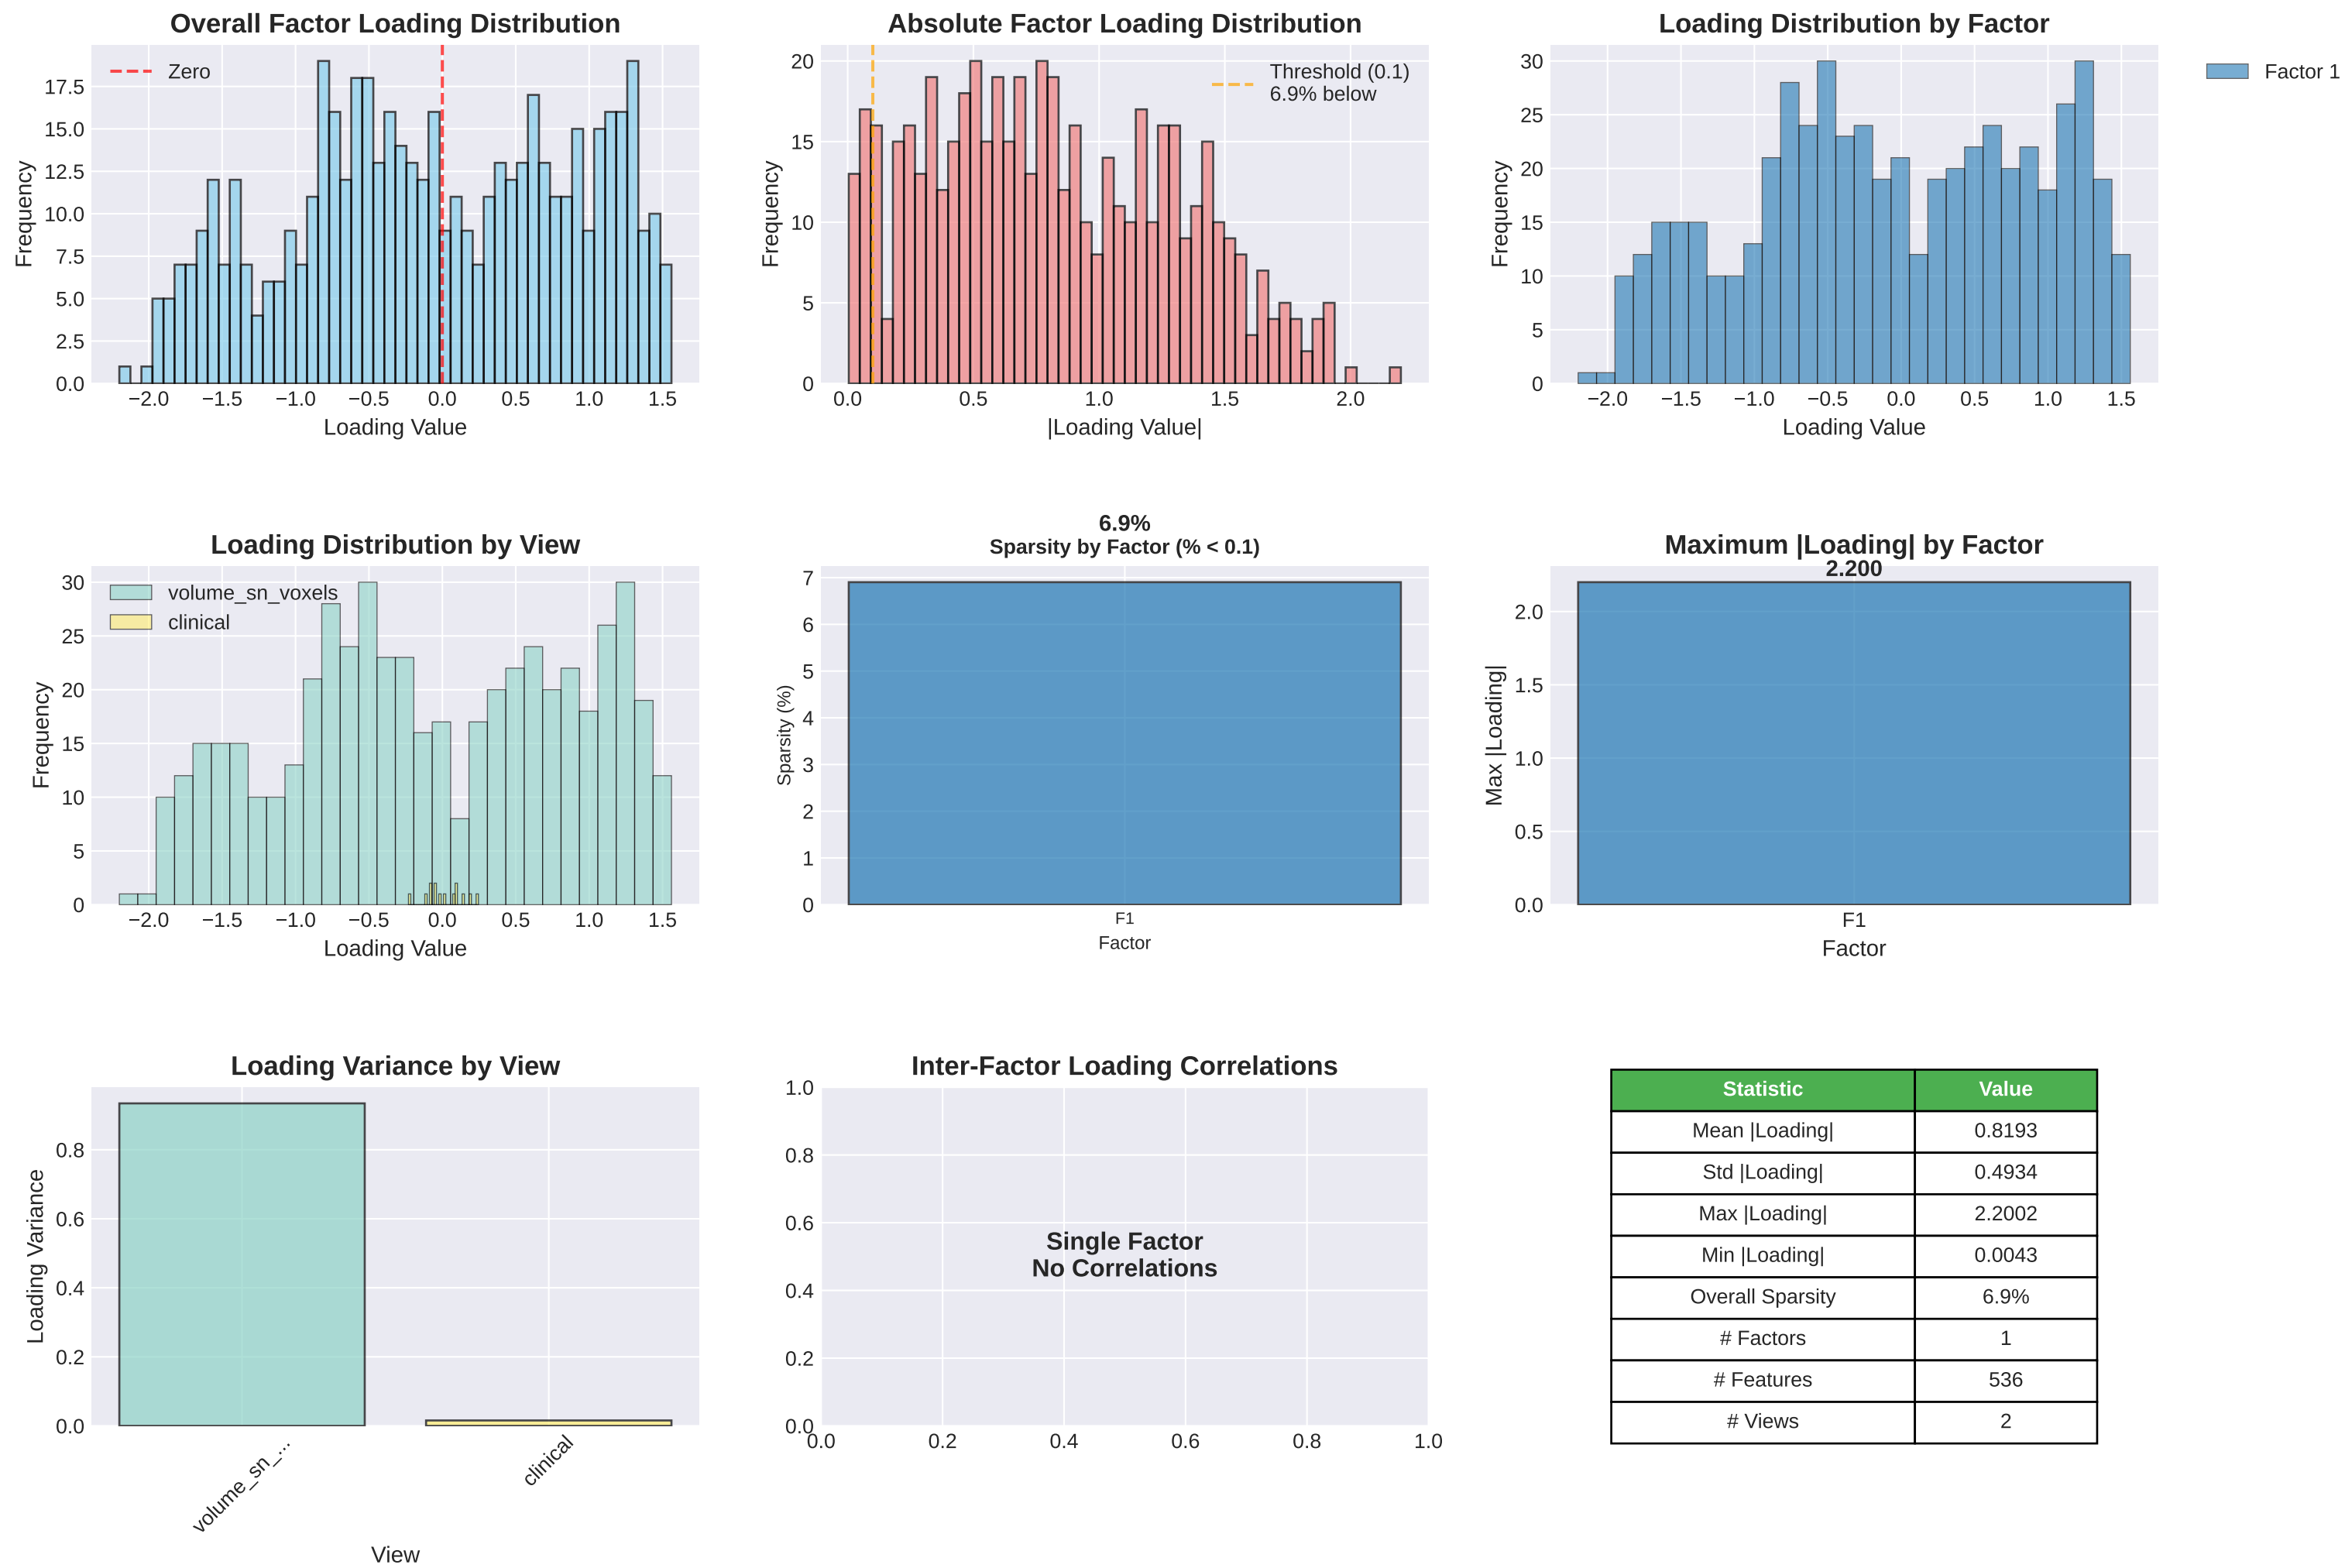 Overall Factor Loading Distribution
Zero
17.5
15.0
12.5
10.0
7.5
5.0
2.5
0.0
Frequency
−2.0 −1.5 −1.0 −0.5 0.0 0.5 1.0 1.5
Loading Value
Absolute Factor Loading Distribution
Threshold (0.1)
6.9% below
20
15
10
5
0
Frequency
0.0 0.5 1.0 1.5 2.0
|Loading Value|
Loading Distribution by Factor
Factor 1
30
25
20
15
10
5
0
Frequency
−2.0 −1.5 −1.0 −0.5 0.0 0.5 1.0 1.5
Loading Value
Loading Distribution by View
volume_sn_voxels
clinical
30
25
20
15
10
5
0
Frequency
−2.0 −1.5 −1.0 −0.5 0.0 0.5 1.0 1.5
Loading Value
6.9%
Sparsity by Factor (% < 0.1)
7
6
5
4
3
2
1
0
Sparsity (%)
F1
Factor
Maximum |Loading| by Factor
2.200
2.0
1.5
1.0
0.5
0.0
Max |Loading|
F1
Factor
Loading Variance by View
0.8
0.6
0.4
0.2
0.0
Loading Variance
volume_sn_...
clinical
View
Inter-Factor Loading Correlations
1.0
0.8
0.6
0.4
0.2
0.0
Single Factor
No Correlations
0.0 0.2 0.4 0.6 0.8 1.0
Statistic Value
Mean |Loading| 0.8193
Std |Loading| 0.4934
Max |Loading| 2.2002
Min |Loading| 0.0043
Overall Sparsity 6.9%
# Factors 1
# Features 536
# Views 2